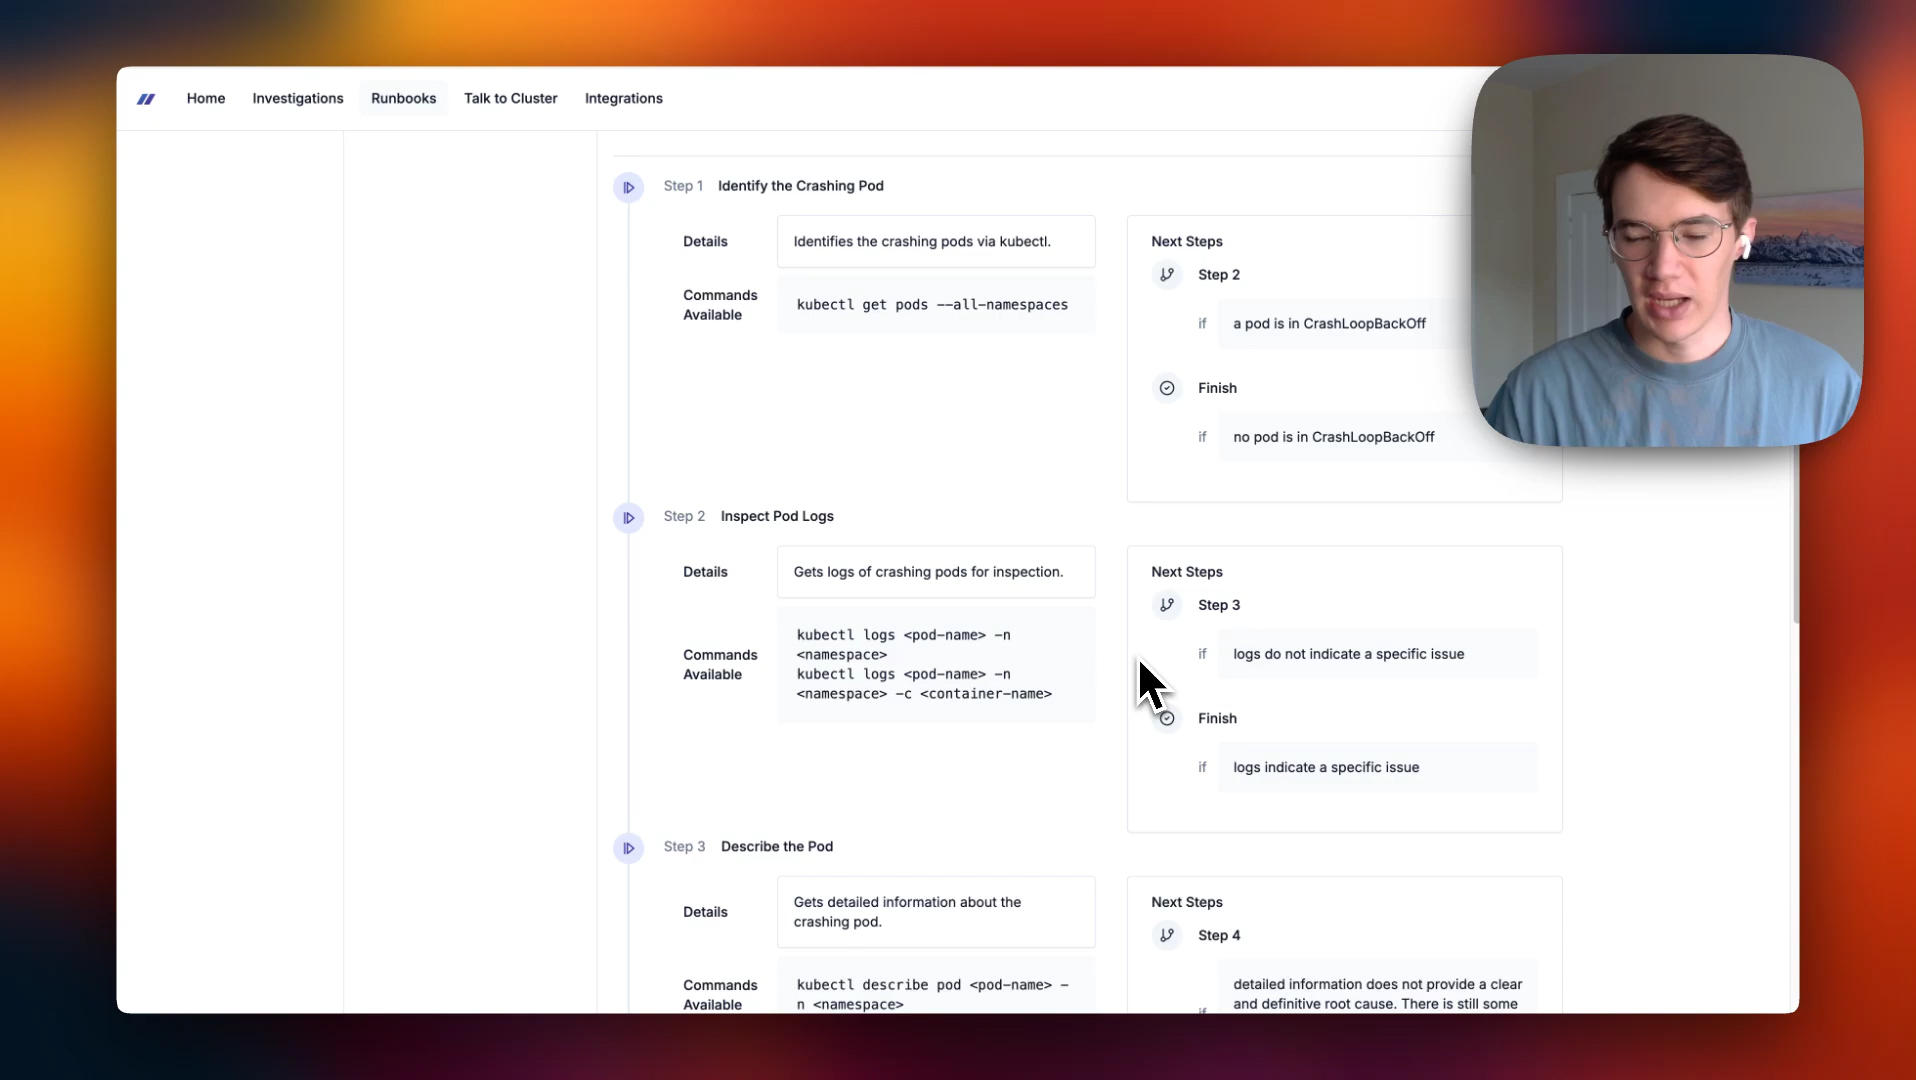 Home Investigations Runbooks Talk to Cluster Integrations
Step 1 Identify the Crashing Pod
Details
Identifies the crashing pods via kubectl.
Commands
Available
kubectl get pods --all-namespaces
Next Steps
Step 2
if a pod is in CrashLoopBackOff
Finish
if no pod is in CrashLoopBackOff
Step 2 Inspect Pod Logs
Details
Gets logs of crashing pods for inspection.
Commands
Available
kubectl logs <pod-name> -n
<namespace>
kubectl logs <pod-name> -n
<namespace> -c <container-name>
Next Steps
Step 3
if logs do not indicate a specific issue
Finish
if logs indicate a specific issue
Step 3 Describe the Pod
Details
Gets detailed information about the
crashing pod.
Commands
Available
kubectl describe pod <pod-name> -
n <namespace>
Next Steps
Step 4
if detailed information does not provide a clear
and definitive root cause. There is still some